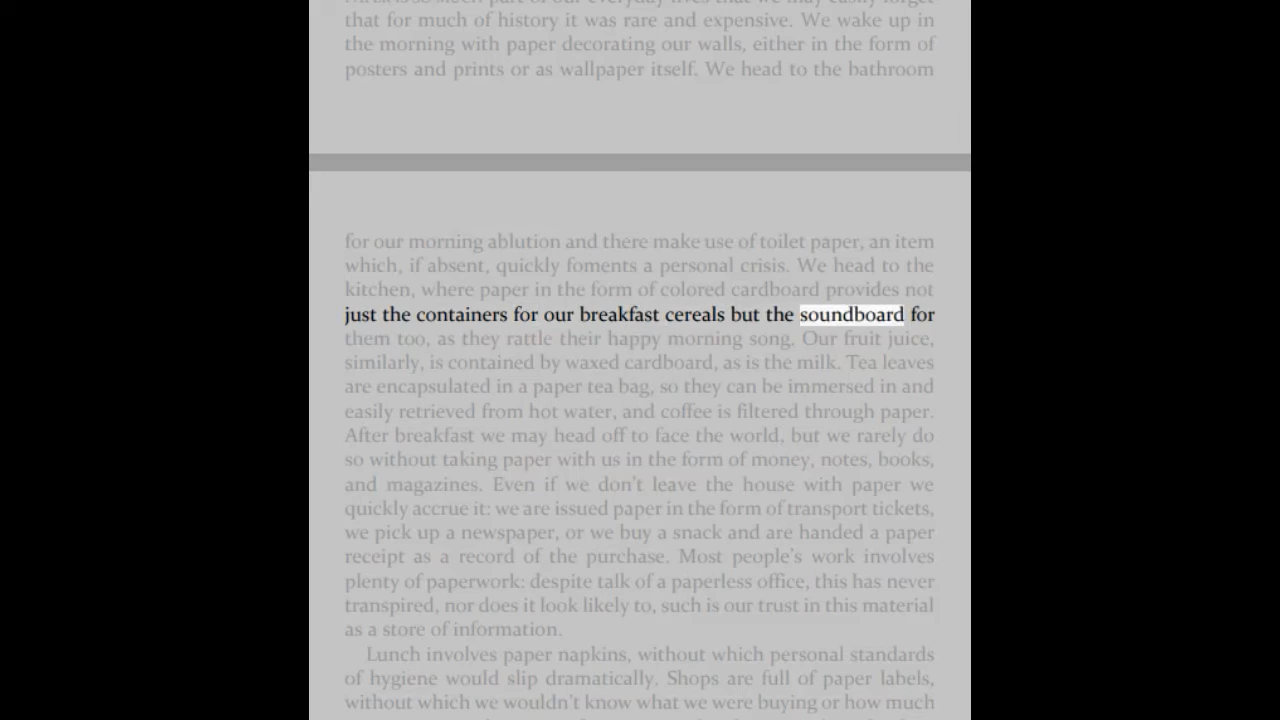 that for much of history it was rare and expensive. We wake up in
the morning with paper decorating our walls, either in the form of
posters and prints or as wallpaper itself. We head to the bathroom
for our morning ablution and there make use of toilet paper, an item
which, if absent, quickly foments a personal crisis. We head to the
kitchen, where paper in the form of colored cardboard provides not
just the containers for our breakfast cereals but the soundboard for
them too, as they rattle their happy morning song. Our fruit juice,
similarly, is contained by waxed cardboard, as is the milk. Tea leaves
are encapsulated in a paper tea bag, so they can be immersed in and
easily retrieved from hot water, and coffee is filtered through paper.
After breakfast we may head off to face the world, but we rarely do
so without taking paper with us in the form of money, notes, books,
and magazines. Even if we don’t leave the house with paper we
quickly accrue it: we are issued paper in the form of transport tickets,
we pick up a newspaper, or we buy a snack and are handed a paper
receipt as a record of the purchase. Most people’s work involves
plenty of paperwork: despite talk of a paperless office, this has never
transpired, nor does it look likely to, such is our trust in this material
as a store of information.
Lunch involves paper napkins, without which personal standards
of hygiene would slip dramatically. Shops are full of paper labels,
without which we wouldn’t know what we were buying or how much